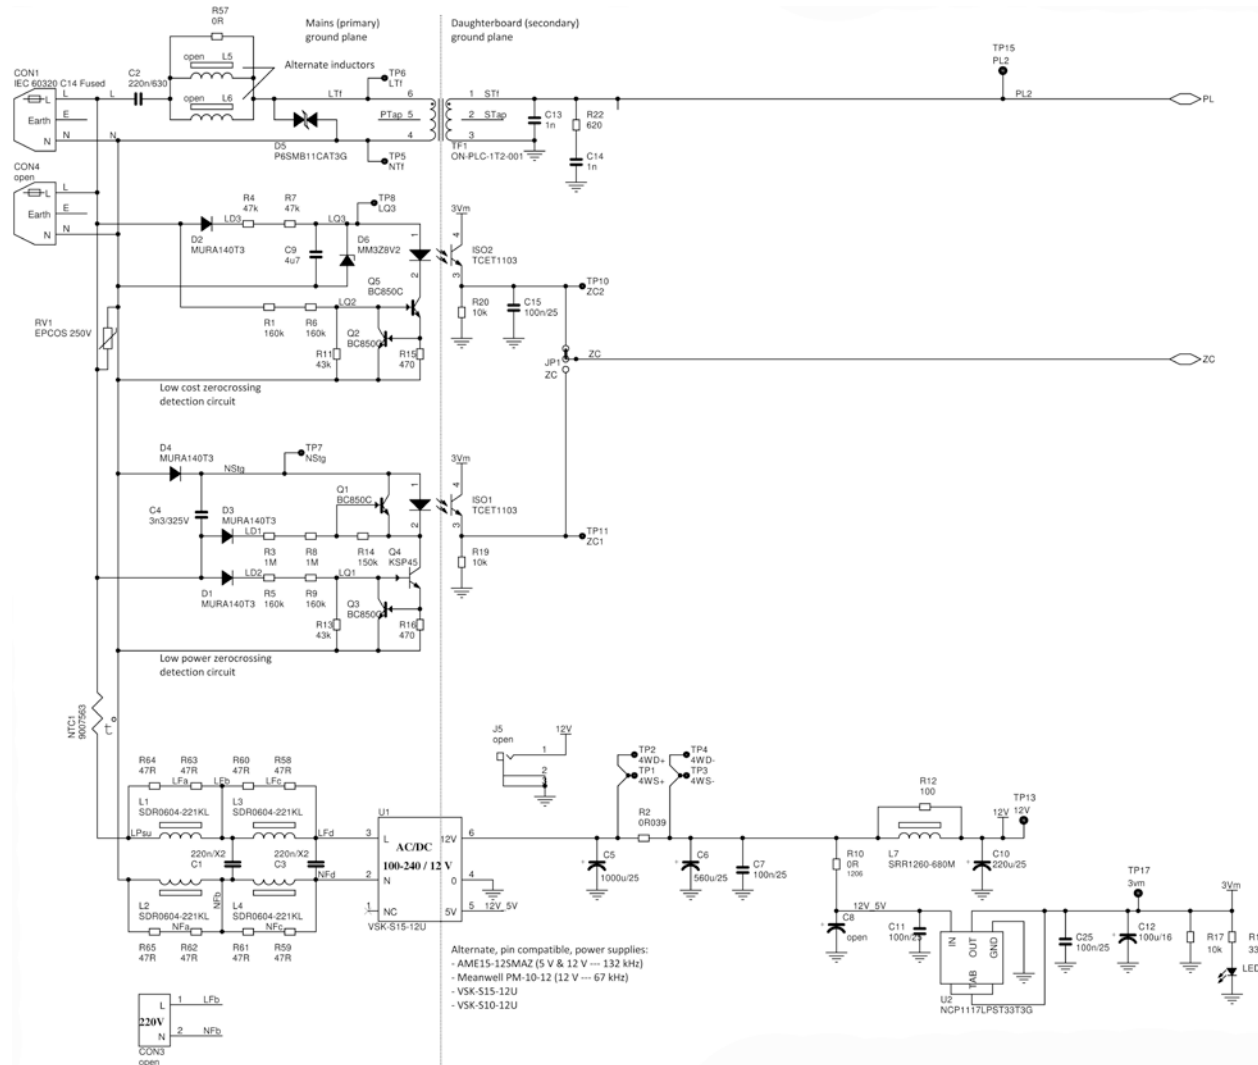 R57
0R
Mains (primary)
ground plane
Daughterboard (secondary)
ground plane
TP15
PL2
CON1
IEC 60320 C14 Fused
C2
220n/630
open
L5
Alternate inductors
open
L6
TP6
LTf
L
L
L
LTf
6
1
STf
PL2
PL
Earth
E
PTap
5
2
STap
C13
1n
R22
620
N
N
N
4
3
D5
P6SMB11CAT3G
TP5
NTf
TF1
ON-PLC-1T2-001
C14
1n
CON4
open
L
L
Earth
E
N
N
R4
47k
R7
47k
TP8
LQ3
3Vm
LD3
LQ3
D2
MURA140T3
C9
4u7
D6
MM3Z8V2
1
2
4
3
ISO2
TCET1103
Q5
BC850C
TP10
ZC2
LQ2
R1
160k
R6
160k
R20
10k
C15
100n/25
RV1
EPCOS 250V
Q2
BC850C
R11
43k
R15
470
JP1
ZC
ZC
ZC
Low cost zerocrossing
detection circuit
D4
MURA140T3
TP7
NStg
NStg
3Vm
Q1
BC850C
1
2
4
3
ISO1
TCET1103
C4
3n3/325V
D3
MURA140T3
LD1
R3
1M
R8
1M
R14
150k
Q4
KSP45
TP11
ZC1
R19
10k
LD2
LQ1
D1
MURA140T3
R5
160k
R9
160k
Q3
BC850C
R13
43k
R16
470
Low power zerocrossing
detection circuit
NTC1
9007563
t°
R64
47R
R63
47R
R60
47R
R58
47R
LFa
LFb
LFc
L1
SDR0604-221KL
L3
SDR0604-221KL
LPsu
LFd
220n/X2
C1
220n/X2
C3
NFb
NFd
L2
SDR0604-221KL
L4
SDR0604-221KL
NFa
NFc
R65
47R
R62
47R
R61
47R
R59
47R
U1
3
L
AC/DC
100-240 / 12 V
12V
6
2
N
0
4
1
NC
5V
5
12V_5V
VSK-S15-12U
J5
open
1
2
12V
TP2
4WD+
TP1
4WS+
TP4
4WD-
TP3
4WS-
R2
0R039
C5
1000u/25
C6
560u/25
C7
100n/25
R12
100
L7
SRR1260-680M
12V
TP13
12V
C10
220u/25
R10
0R
1206
12V_5V
C8
open
C11
100n/25
IN
OUT
GND
TAB
U2
NCP1117LPST33T3G
TP17
3vm
3Vm
C25
100n/25
C12
100u/16
R17
10k
R1
33
LED
Alternate, pin compatible, power supplies:
- AME15-12SMAZ (5 V & 12 V --- 132 kHz)
- Meanwell PM-10-12 (12 V --- 67 kHz)
- VSK-S15-12U
- VSK-S10-12U
L
1
LFb
220V
N
2
NFb
CON3
open